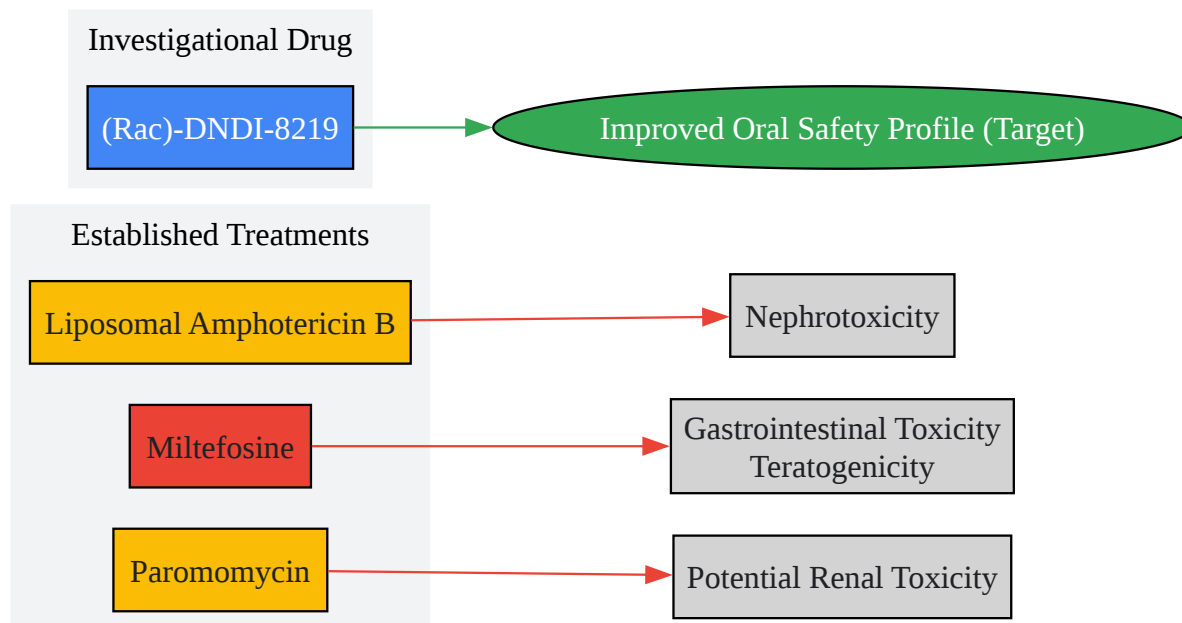 Investigational Drug
(Rac)-DNDI-8219
Improved Oral Safety Profile (Target)
Established Treatments
Liposomal Amphotericin B
Nephrotoxicity
Miltefosine
Gastrointestinal Toxicity
Teratogenicity
Paromomycin
Potential Renal Toxicity